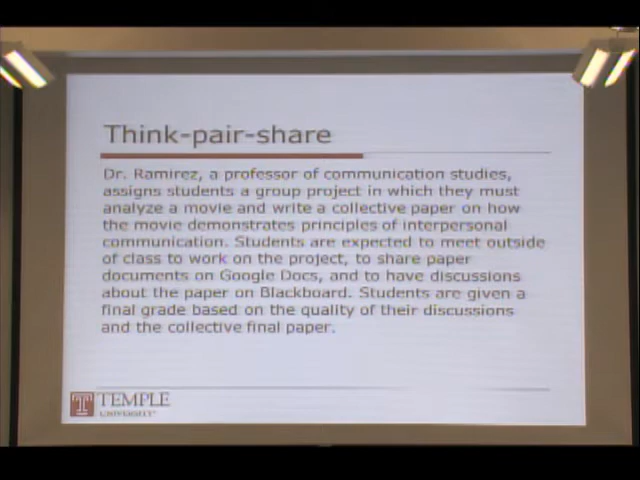 Think-pair-share
Dr. Ramirez, a professor of communication studies,
assigns students a group project in which they must
analyze a movie and write a collective paper on how
the movie demonstrates principles of interpersonal
communication. Students are expected to meet outside
of class to work on the project, to share paper
documents on Google Docs, and to have discussions
about the paper on Blackboard. Students are given a
final grade based on the quality of their discussions
and the collective final paper.
TEMPLE
UNIVERSITY